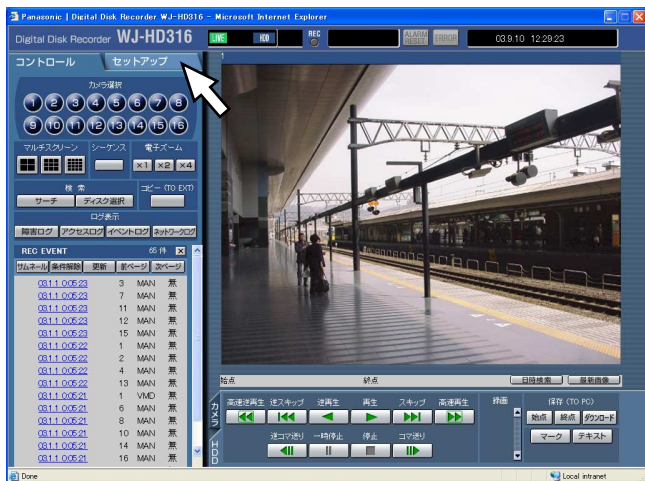 Panasonic | Digital Disk Recorder WJ-HD316 - Microsoft Internet Explorer
Digital Disk Recorder WJ-HD316
LIVE HDD REC ALARM RESET ERROR 03.9.10 12:29:23
コントロール セットアップ
カメラ選択
1 2 3 4 5 6 7 8
9 10 11 12 13 14 15 16
マルチスクリーン シーケンス 電子ズーム
×1 ×2 ×4
検索 コピー (TO EXT)
サーチ ディスク選択
ログ表示
障害ログ アクセスログ イベントログ ネットワークログ
REC EVENT 65 件
サムネール 条件解除 更新 前ページ 次ページ
03.1.1 0:05:23 3 MAN 無
03.1.1 0:05:23 7 MAN 無
03.1.1 0:05:23 11 MAN 無
03.1.1 0:05:23 12 MAN 無
03.1.1 0:05:23 15 MAN 無
03.1.1 0:05:22 1 MAN 無
03.1.1 0:05:22 2 MAN 無
03.1.1 0:05:22 4 MAN 無
03.1.1 0:05:22 13 MAN 無
03.1.1 0:05:21 1 VMD 無
03.1.1 0:05:21 6 MAN 無
03.1.1 0:05:21 8 MAN 無
03.1.1 0:05:21 10 MAN 無
03.1.1 0:05:21 14 MAN 無
03.1.1 0:05:21 16 MAN 無
1
始点 終点 日時検索 最新画像
カメラ
HDD
高速逆再生 逆スキップ 逆再生 再生 スキップ 高速再生
逆コマ送り 一時停止 停止 コマ送り
録画
保存 (TO PC)
始点 終点 ダウンロード
マーク テキスト
Done Local intranet